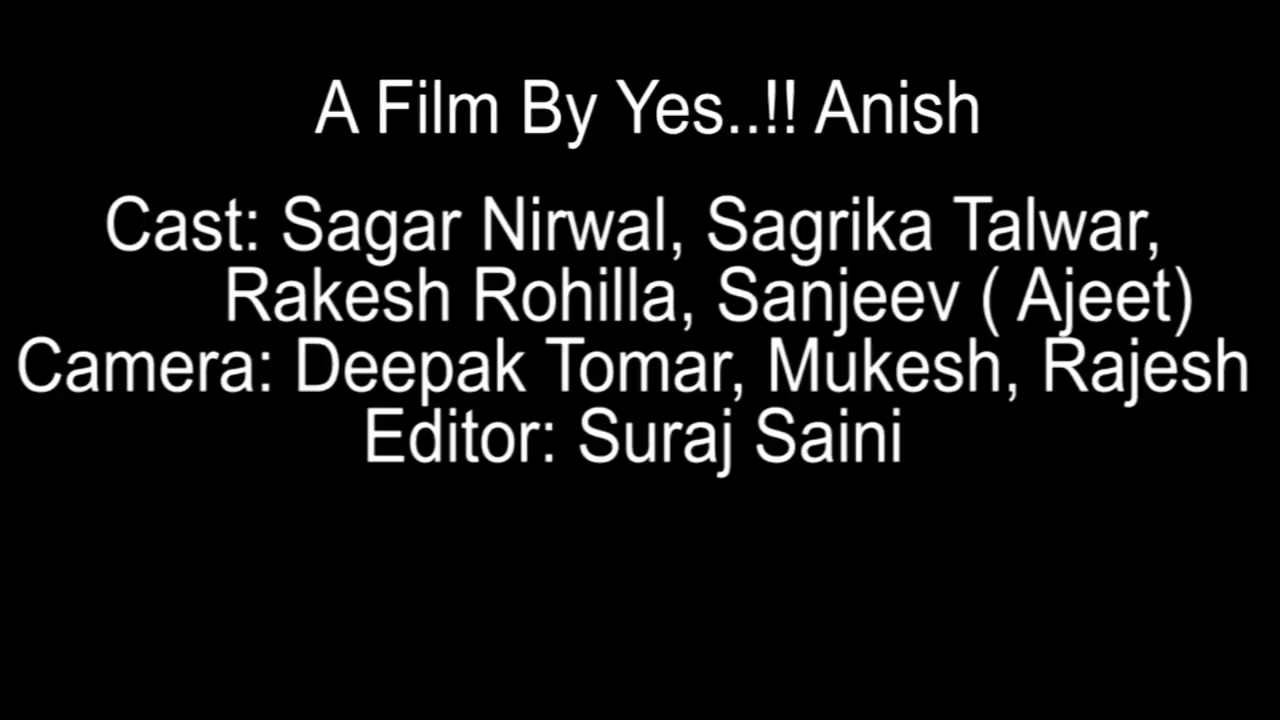 A Film By Yes..!! Anish
Cast: Sagar Nirwal, Sagrika Talwar,
Rakesh Rohilla, Sanjeev ( Ajeet)
Camera: Deepak Tomar, Mukesh, Rajesh
Editor: Suraj Saini